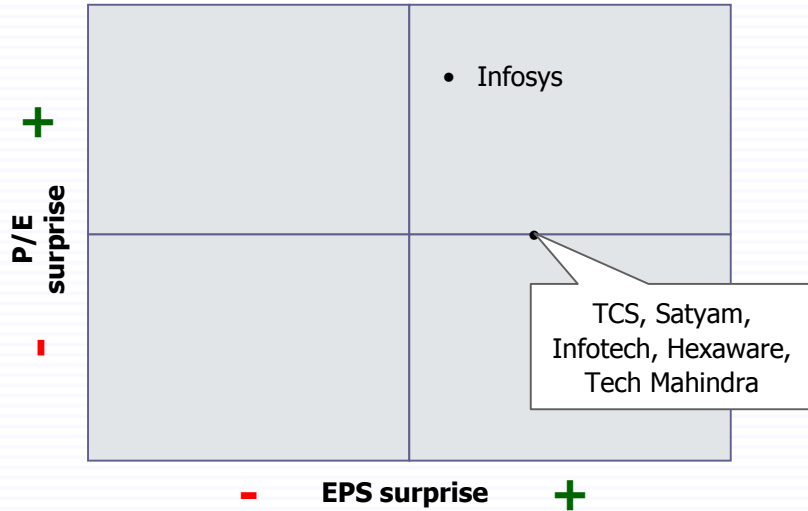 • Infosys
+
P/E
surprise
-
TCS, Satyam,
Infotech, Hexaware,
Tech Mahindra
- EPS surprise +